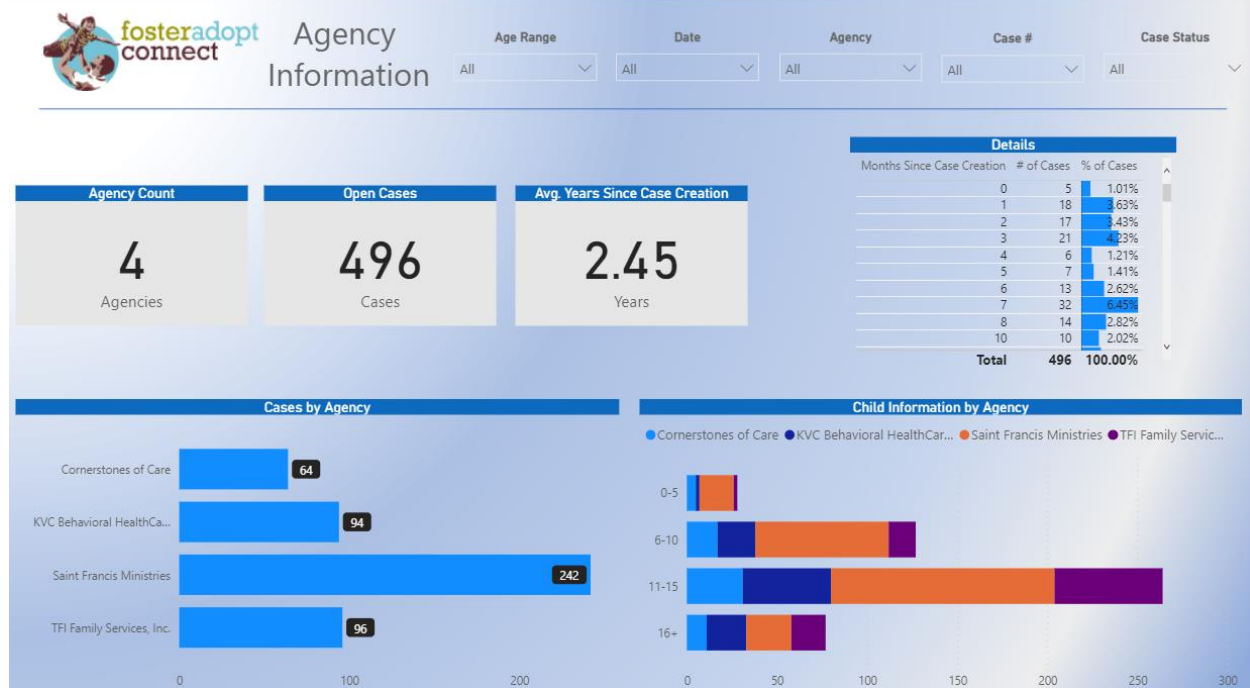 fosteradopt
connect
Agency
Information
Age Range
Date
Agency
Case #
Case Status
All
All
All
All
All
Agency Count
4
Agencies
Open Cases
496
Cases
Avg. Years Since Case Creation
2.45
Years
Details
Months Since Case Creation # of Cases % of Cases
0 5 1.01%
1 18 3.63%
2 17 3.43%
3 21 4.23%
4 6 1.21%
5 7 1.41%
6 13 2.62%
7 32 6.45%
8 14 2.82%
10 10 2.02%
Total 496 100.00%
Cases by Agency
Cornerstones of Care 64
KVC Behavioral HealthCa... 94
Saint Francis Ministries 242
TFI Family Services, Inc. 96
0 100 200
Child Information by Agency
Cornerstones of Care KVC Behavioral HealthCar... Saint Francis Ministries TFI Family Servic...
0-5
6-10
11-15
16+
0 50 100 150 200 250 300